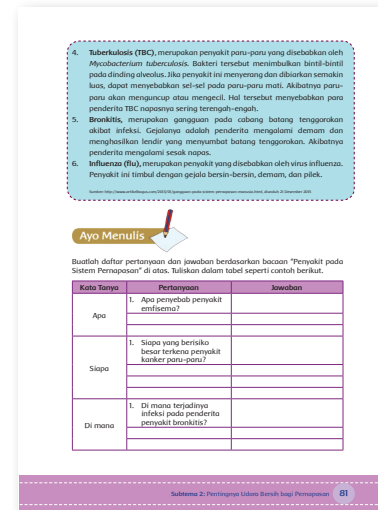 4. Tuberkulosis (TBC), merupakan penyakit paru-paru yang disebabkan oleh
Mycobacterium tuberculosis. Bakteri tersebut menimbulkan bintil-bintil
pada dinding alveolus. Jika penyakit ini menyerang dan dibiarkan semakin
luas, dapat menyebabkan sel-sel pada paru-paru mati. Akibatnya paru-
paru akan menguncup atau mengecil. Hal tersebut menyebabkan para
penderita TBC napasnya sering terengah-engah.
5. Bronkitis, merupakan gangguan pada cabang batang tenggorokan
akibat infeksi. Gejalanya adalah penderita mengalami demam dan
menghasilkan lendir yang menyumbat batang tenggorokan. Akibatnya
penderita mengalami sesak napas.
6. Influenza (flu), merupakan penyakit yang disebabkan oleh virus influenza.
Penyakit ini timbul dengan gejala bersin-bersin, demam, dan pilek.
Ayo Menulis
Buatlah daftar pertanyaan dan jawaban berdasarkan bacaan “Penyakit pada
Sistem Pernapasan” di atas. Tuliskan dalam tabel seperti contoh berikut.
Kata Tanya Pertanyaan Jawaban
Apa
1. Apa penyebab penyakit
emfisema?
Siapa
1. Siapa yang berisiko
besar terkena penyakit
kanker paru-paru?
Di mana
1. Di mana terjadinya
infeksi pada penderita
penyakit bronkitis?
Subtema 2: Pentingnya Udara Bersih bagi Pernapasan 81